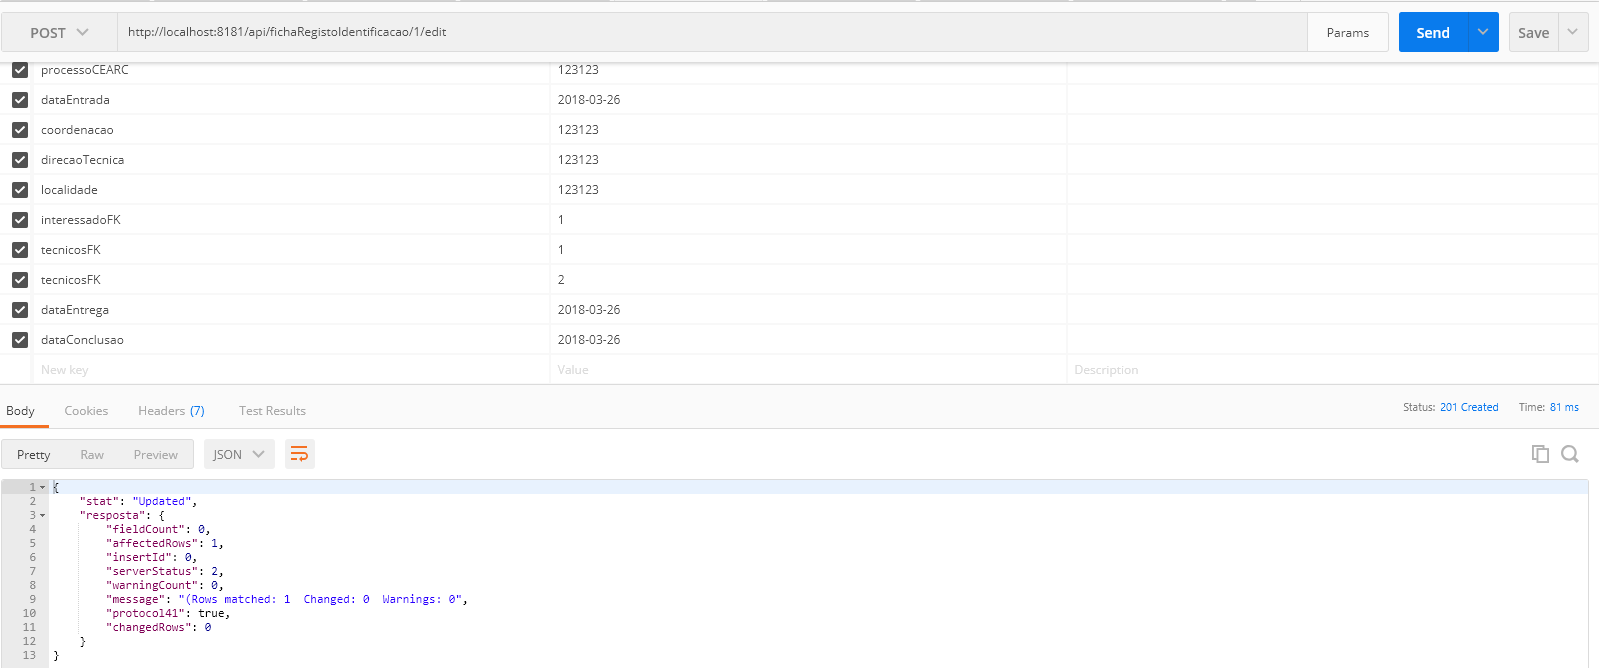 POST http://localhost:8181/api/fichaRegistoIdentificacao/1/edit Params Send Save
processoCEARC 123123
dataEntrada 2018-03-26
coordenacao 123123
direcaoTecnica 123123
localidade 123123
interessadoFK 1
tecnicosFK 1
tecnicosFK 2
dataEntrega 2018-03-26
dataConclusao 2018-03-26
New key Value Description
Body Cookies Headers (7) Test Results Status: 201 Created Time: 81 ms
Pretty Raw Preview JSON
1 {
2 "stat": "Updated",
3 "resposta": {
4 "fieldCount": 0,
5 "affectedRows": 1,
6 "insertId": 0,
7 "serverStatus": 2,
8 "warningCount": 0,
9 "message": "(Rows matched: 1  Changed: 0  Warnings: 0",
10 "protocol41": true,
11 "changedRows": 0
12 }
13 }